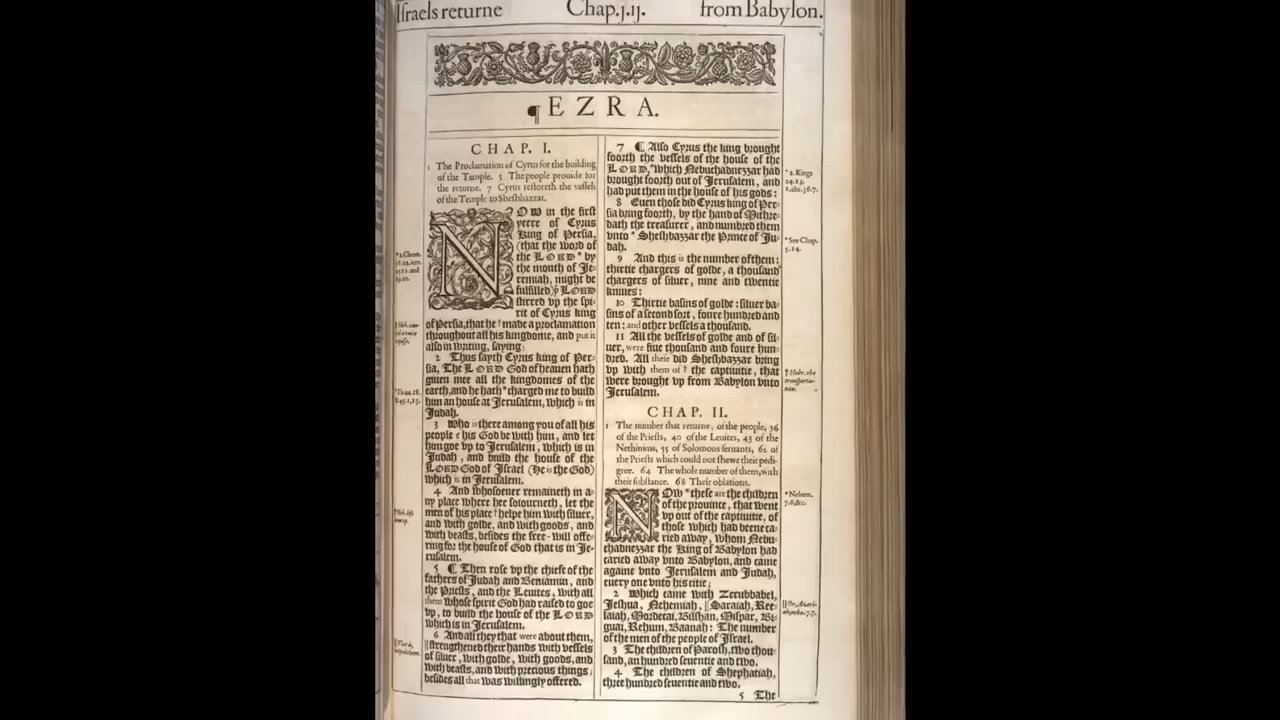 Israels returne Chap.j.ij. from Babylon.
¶ EZRA.
CHAP. I.
1 The Proclamation of Cyrus for the building
of the Temple. 5 The people prouide for
the returne. 7 Cyrus restoreth the vessels
of the Temple to Sheshbazzar.
NOw in the first
yeere of Cyrus
King of Persia,
(that the word of
the LORD * by
the mouth of Je-
remiah, might be
fulfilled) yͤ LORD
stirred vp the spi-
rit of Cyrus king
of Persia, that he † made a proclamation
throughout all his kingdome, and put it
also in writing, saying;
2 Thus sayth Cyrus king of Per-
sia, The LORD God of heauen hath
giuen mee all the kingdomes of the
earth, and he hath * charged me to build
him an house at Jerusalem, which is in
Judah.
3 Who is there among you of all his
people? his God be with him, and let
him goe vp to Jerusalem, which is in
Judah, and build the house of the
LORD God of Israel (He is the God)
which is in Jerusalem.
4 And whosoeuer remaineth in a-
ny place where hee soiourneth, let the
men of his place † helpe him with siluer,
and with golde, and with goods, and
with beasts, besides the free-will offe-
ring for the house of God that is in Je-
rusalem.
5 ¶ Then rose vp the chiefe of the
fathers of Judah and Beniamin, and
the Priests, and the Leuites, with all
them whose spirit God had raised to goe
vp, to build the house of the LORD
which is in Jerusalem.
6 And all they that were about them,
|| strengthened their hands with vessels
of siluer, with golde, with goods, and
with beasts, and with precious things;
besides all that was willingly offered.
* 2. Chron.
7 ¶ Also Cyrus the king brought
foorth the vessels of the house of the
LORD, * which Nebuchadnezzar had
brought foorth out of Jerusalem, and
had put them in the house of his gods:
8 Euen those did Cyrus king of Per-
sia bring foorth, by the hand of Mithre-
dath the treasurer, and numbred them
vnto * Sheshbazzar the Prince of Ju-
dah.
9 And this is the number of them:
thirtie chargers of golde, a thousand
chargers of siluer, nine and twentie
kniues:
10 Thirtie basins of golde: siluer ba-
sins of a second sort, foure hundred and
ten: and other vessels a thousand.
11 All the vessels of golde and of sil-
uer, were fiue thousand and foure hun-
dred. All these did Sheshbazzar bring
vp with them of † the captiuitie, that
were brought vp from Babylon vnto
Jerusalem.
CHAP. II.
1 The number that returne, of the people, 36
of the Priests, 40 of the Leuites, 43 of the
Nethinims, 55 of Solomons seruants, 62 of
the Priests which could not shewe their pedi-
gree. 64 The whole number of them, with
their substance. 68 Their oblations.
NOw * these are the children
of the prouince, that went
vp out of the captiuitie, of
those which had beene ca-
ried away, whom Nebu-
chadnezzar the King of Babylon had
caried away vnto Babylon, and came
againe vnto Jerusalem and Judah,
euery one vnto his citie;
2 Which came with Zerubbabel,
Jeshua, Nehemiah, || Saraiah, Ree-
laiah, Mordecai, Bilshan, Mispar, Bi-
guai, Rehum, Baanah: The number
of the men of the people of Israel.
3 The children of Parosh, two thou-
sand, an hundred seuentie and two.
4 The children of Shephatiah,
three hundred seuentie and two.
5 The
* 2. Kings
24.13.
2.chr.36.7.
* See Chap.
5.14.
† Hebr. the
transporta-
tion.
* Nehem.
7.6,&c.